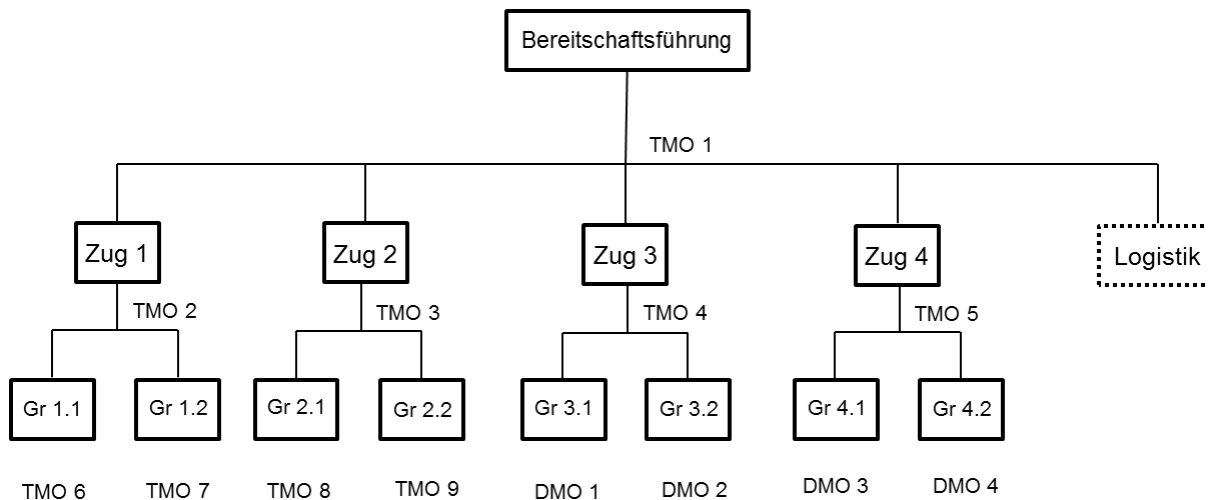 Bereitschaftsführung
TMO 1
Zug 1
Zug 2
Zug 3
Zug 4
Logistik
TMO 2
TMO 3
TMO 4
TMO 5
Gr 1.1
Gr 1.2
Gr 2.1
Gr 2.2
Gr 3.1
Gr 3.2
Gr 4.1
Gr 4.2
TMO 6
TMO 7
TMO 8
TMO 9
DMO 1
DMO 2
DMO 3
DMO 4